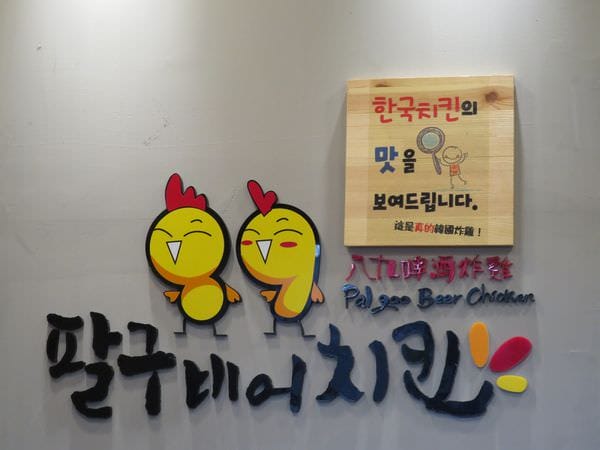 한국치킨의
맛을
보여드립니다.
這是真的韓國炸雞!
八九啤酒炸雞
Pal goo Beer Chicken
팔구비어치킨